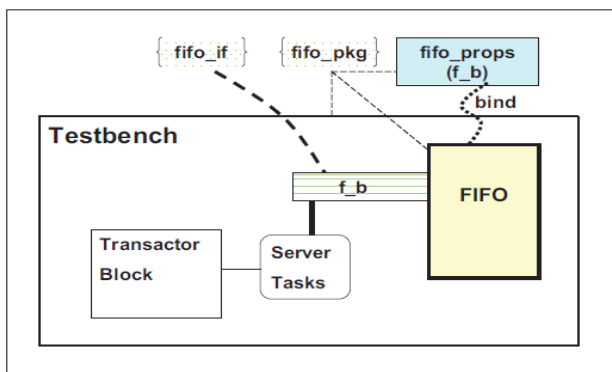 {fifo_if}
{fifo_pkg}
fifo_props
(f_b)
bind
Testbench
f_b
FIFO
Transactor
Block
Server
Tasks